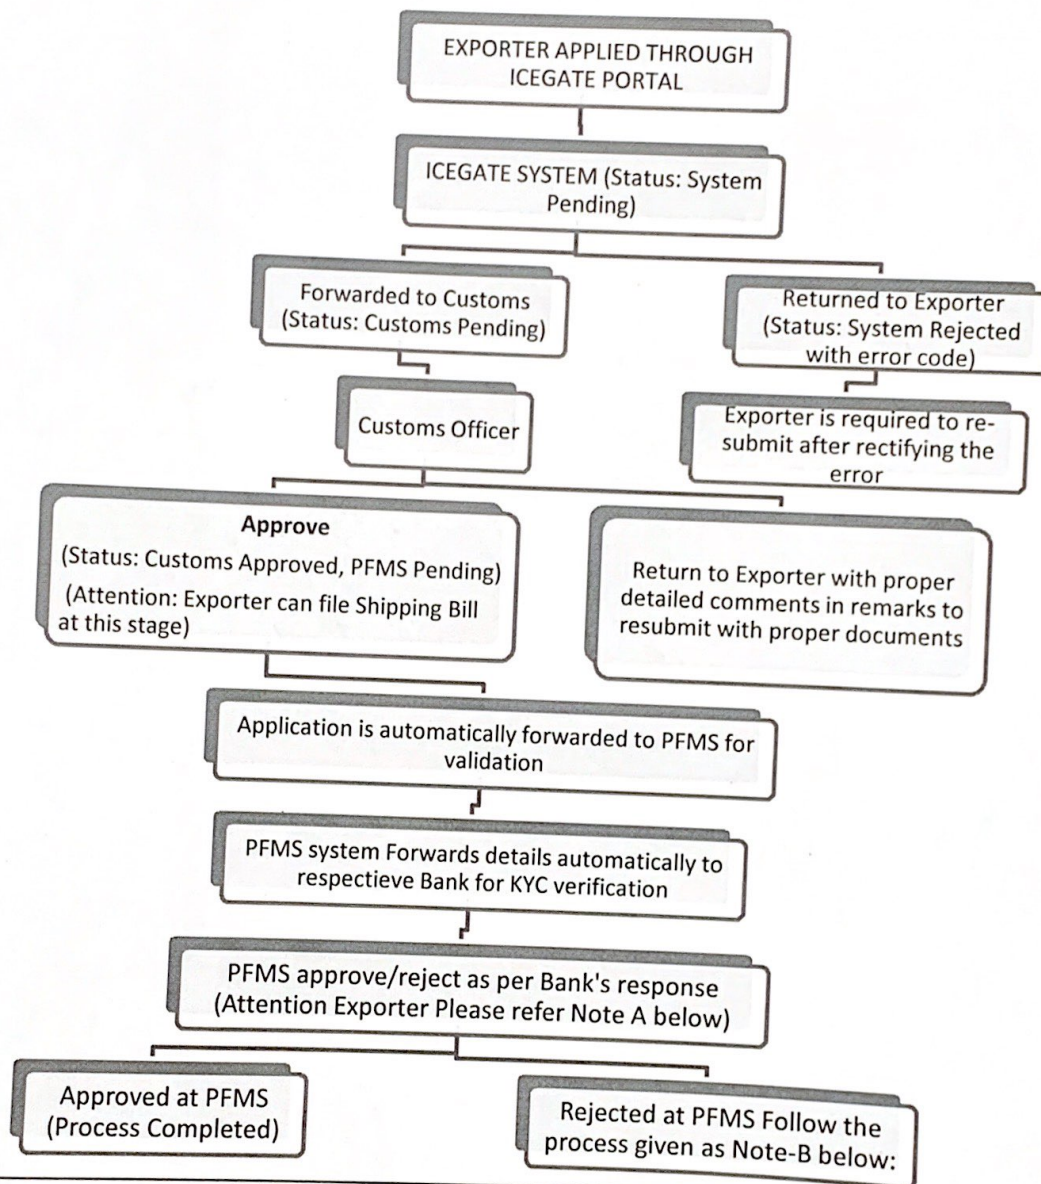 EXPORTER APPLIED THROUGH
ICEGATE PORTAL
ICEGATE SYSTEM (Status: System
Pending)
Forwarded to Customs
(Status: Customs Pending)
Returned to Exporter
(Status: System Rejected
with error code)
Customs Officer
Exporter is required to re-
submit after rectifying the
error
Approve
(Status: Customs Approved, PFMS Pending)
(Attention: Exporter can file Shipping Bill
at this stage)
Return to Exporter with proper
detailed comments in remarks to
resubmit with proper documents
Application is automatically forwarded to PFMS for
validation
PFMS system Forwards details automatically to
respectieve Bank for KYC verification
PFMS approve/reject as per Bank's response
(Attention Exporter Please refer Note A below)
Approved at PFMS
(Process Completed)
Rejected at PFMS Follow the
process given as Note-B below: